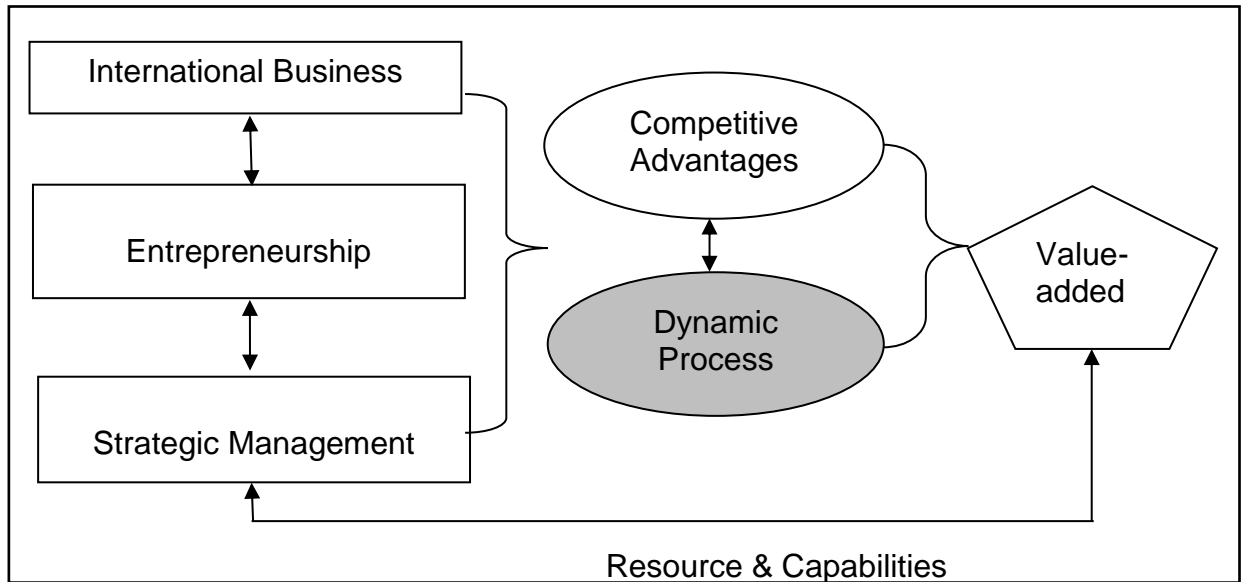 International Business
Entrepreneurship
Strategic Management
Competitive
Advantages
Dynamic
Process
Value-
added
Resource & Capabilities